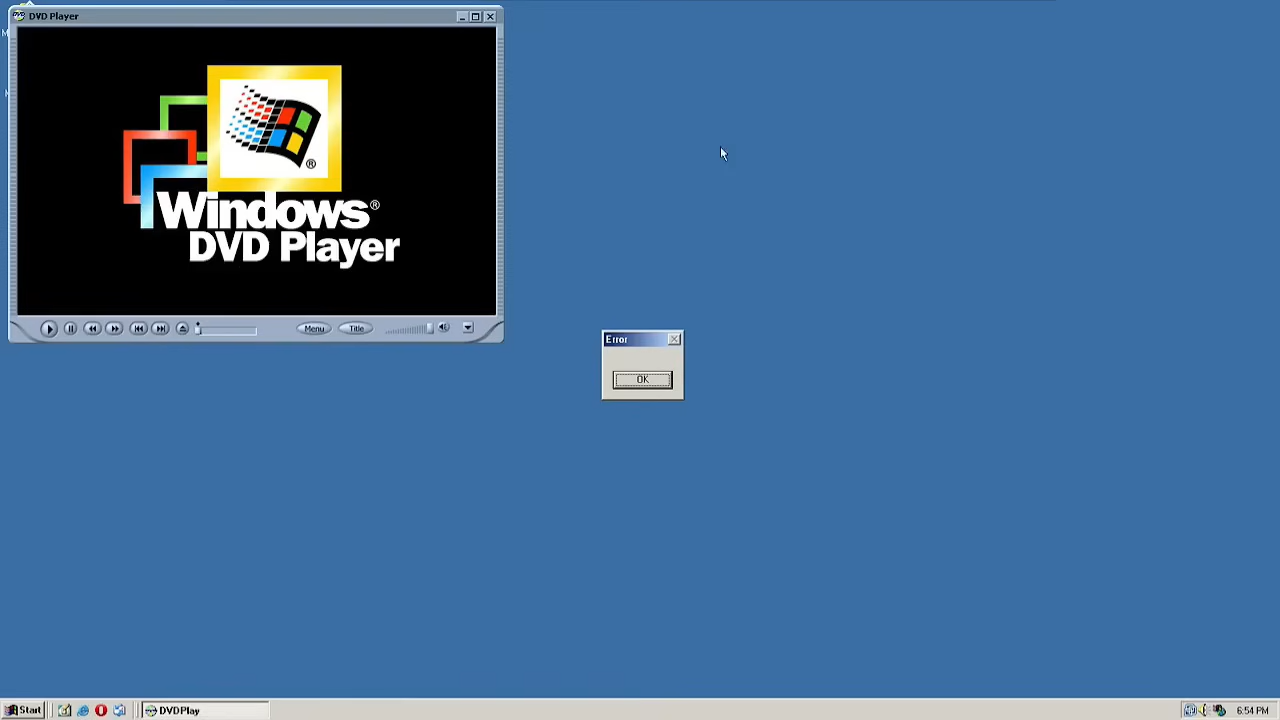 DVD Player
Windows®
DVD Player
Menu
Title
Error
OK
Start
DVDPlay
6:54 PM